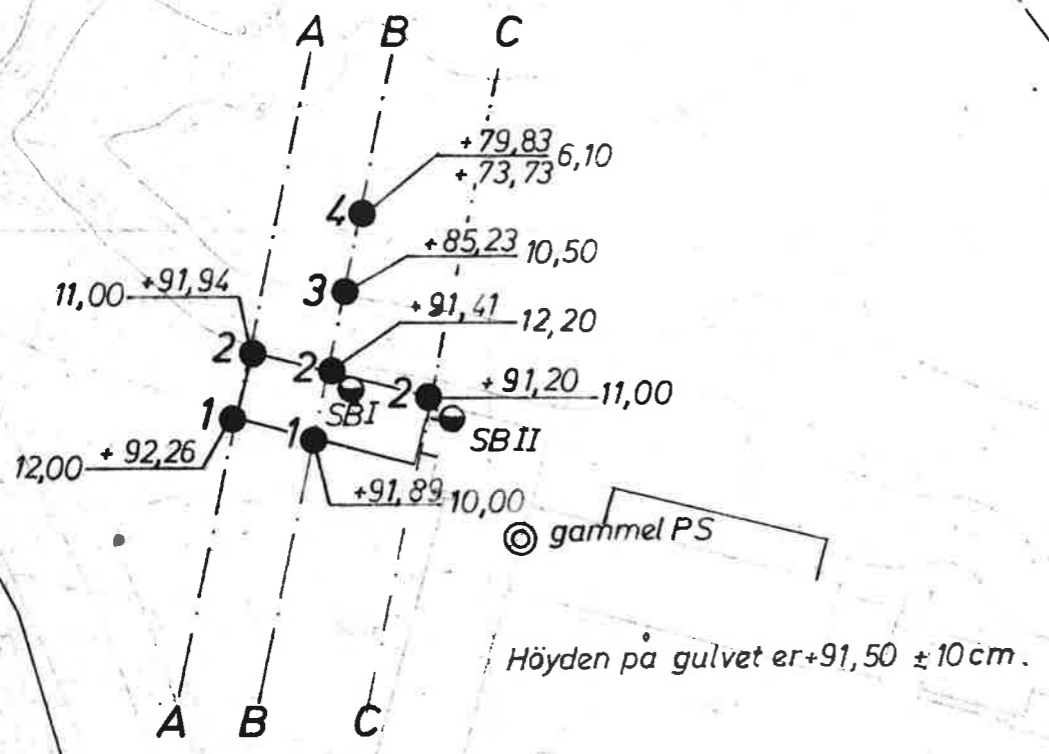 A B C
+79,83 6,10
+73,73
4
+85,23 10,50
3
+91,41 12,20
11,00 +91,94
2
2
2
+91,20 11,00
SBI
SBII
1
1
12,00 +92,26
+91,89 10,00
gammel PS
Höyden på gulvet er +91,50 ± 10 cm.
A B C